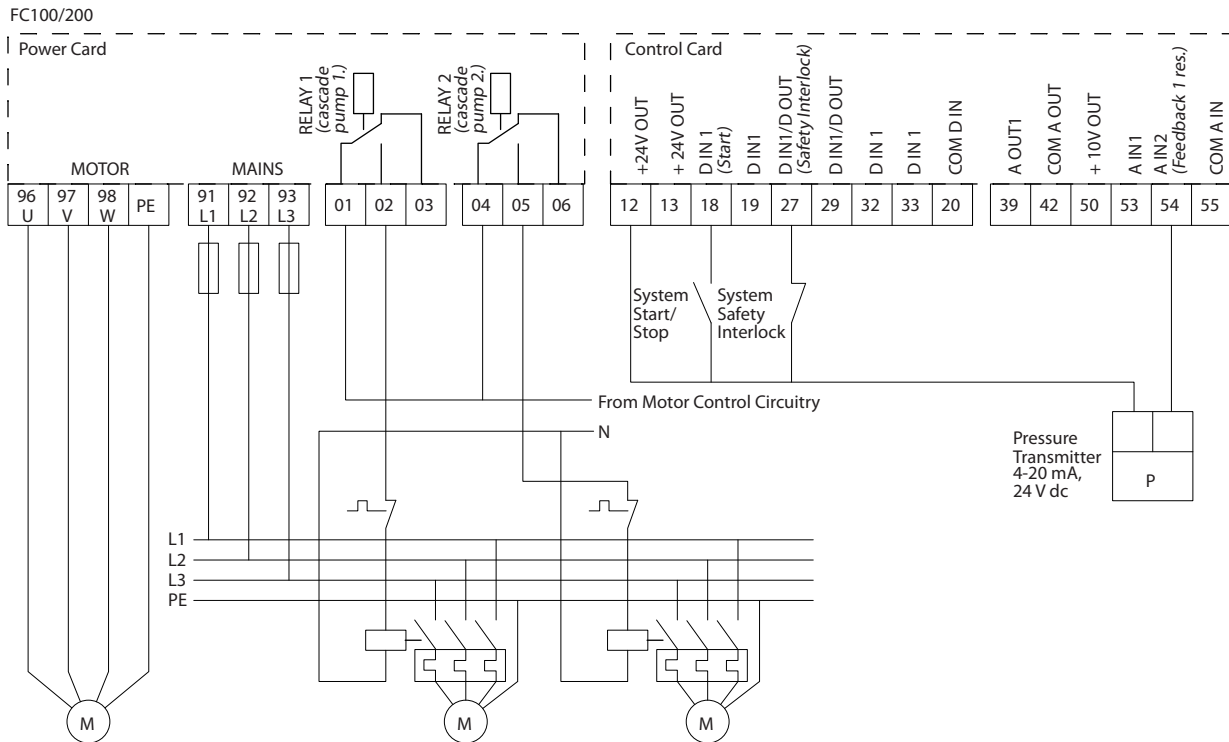 FC100/200
Power Card
Control Card
RELAY 1
(cascade
pump 1.)
RELAY 2
(cascade
pump 2.)
+24V OUT
+ 24V OUT
D IN 1
(Start)
D IN1
D IN1/D OUT
(Safety Interlock)
D IN1/D OUT
D IN 1
D IN 1
COM D IN
A OUT1
COM A OUT
+ 10V OUT
A IN1
A IN2
(Feedback 1 res.)
COM A IN
MOTOR
MAINS
96 97 98 PE 91 92 93 01 02 03 04 05 06 12 13 18 19 27 29 32 33 20 39 42 50 53 54 55
U V W L1 L2 L3
System
Start/
Stop
System
Safety
Interlock
From Motor Control Circuitry
N
Pressure
Transmitter
4-20 mA,
24 V dc
P
L1
L2
L3
PE
M M M